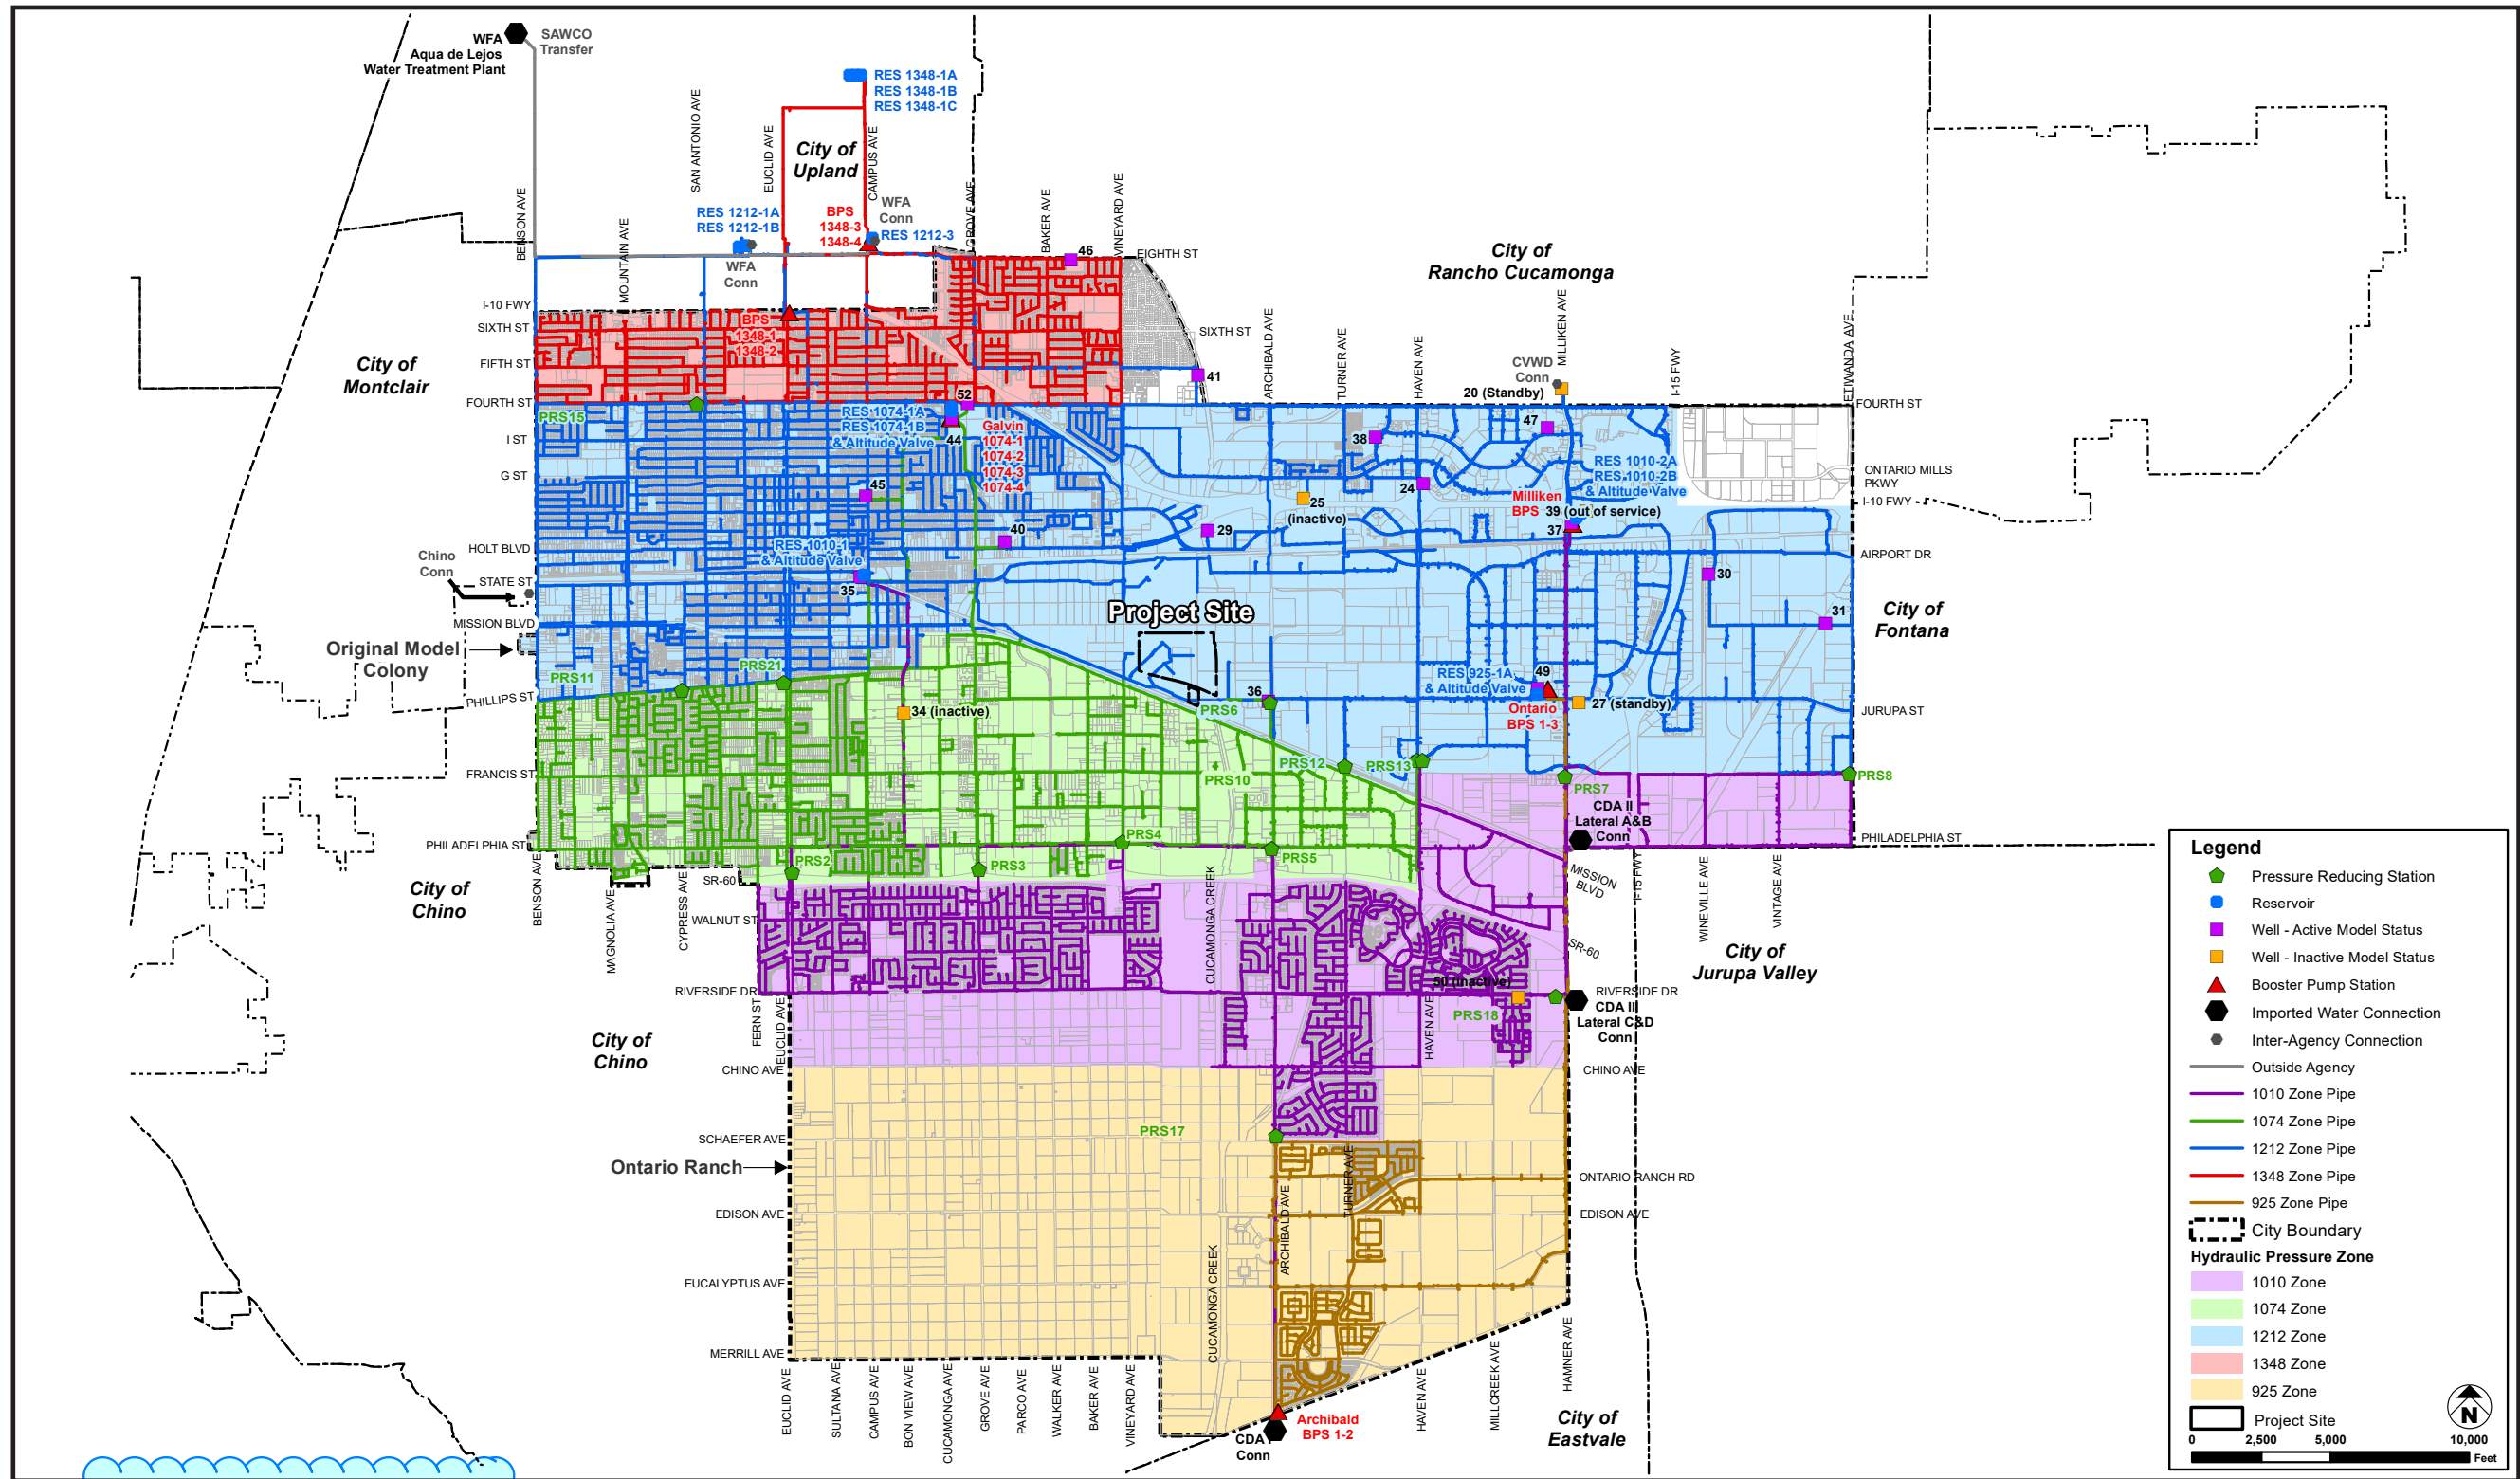 WFA
Aqua de Lejos
Water Treatment Plant
SAWCO
Transfer
RES 1348-1A
RES 1348-1B
RES 1348-1C
City of
Upland
SAN ANTONIO AVE
EUCLID AVE
CAMPUS AVE
BENSON AVE
MOUNTAIN AVE
GROVE AVE
BAKER AVE
VINEYARD AVE
RES 1212-1A
RES 1212-1B
BPS
1348-3
1348-4
WFA
Conn
RES 1212-3
WFA
Conn
46
EIGHTH ST
City of
Rancho Cucamonga
I-10 FWY
SIXTH ST
FIFTH ST
FOURTH ST
BPS
1348-1
1348-2
SIXTH ST
ARCHIBALD AVE
TURNER AVE
HAVEN AVE
MILLIKEN AVE
I-15 FWY
ETIWANDA AVE
City of
Montclair
41
CVWD
Conn
20 (Standby)
FOURTH ST
PRS15
52
RES 1074-1A
RES 1074-1B
& Altitude Valve
44
Galvin
1074-1
1074-2
1074-3
1074-4
I ST
G ST
38
47
24
RES 1010-2A
RES 1010-2B
& Altitude Valve
ONTARIO MILLS
PKWY
I-10 FWY
45
25
(inactive)
Milliken
BPS
39 (out of service)
37
40
29
HOLT BLVD
RES 1010-1
& Altitude Valve
AIRPORT DR
Chino
Conn
STATE ST
35
30
31
MISSION BLVD
Project Site
City of
Fontana
Original Model
Colony
PRS21
PRS11
PHILLIPS ST
RES 925-1A
& Altitude Valve
49
36
PRS6
27 (standby)
Ontario
BPS 1-3
JURUPA ST
34 (inactive)
FRANCIS ST
PRS12
PRS13
PRS10
PRS8
PRS7
CDA II
Lateral A&B
Conn
PHILADELPHIA ST
PHILADELPHIA ST
PRS4
PRS5
PRS2
PRS3
SR-60
BENSON AVE
MAGNOLIA AVE
CYPRESS AVE
City of
Chino
CUCAMONGA CREEK
MISSION
BLVD
I-15 FWY
WINEVILLE AVE
VINTAGE AVE
WALNUT ST
SR-60
City of
Jurupa Valley
RIVERSIDE DR
50 (inactive)
RIVERSIDE DR
CDA II
Lateral C&D
Conn
PRS18
FERN ST
EUCLID AVE
HAVEN AVE
City of
Chino
CHINO AVE
CHINO AVE
SCHAEFER AVE
PRS17
Ontario Ranch
TURNER AVE
ONTARIO RANCH RD
EDISON AVE
ARCHIBALD AVE
EDISON AVE
EUCALYPTUS AVE
CUCAMONGA CREEK
MERRILL AVE
EUCLID AVE
SULTANA AVE
CAMPUS AVE
BON VIEW AVE
CUCAMONGA AVE
GROVE AVE
PARCO AVE
WALKER AVE
BAKER AVE
VINEYARD AVE
HAVEN AVE
MILLCREEK AVE
HAMNER AVE
Archibald
BPS 1-2
CDA I
Conn
City of
Eastvale
Legend
Pressure Reducing Station
Reservoir
Well - Active Model Status
Well - Inactive Model Status
Booster Pump Station
Imported Water Connection
Inter-Agency Connection
Outside Agency
1010 Zone Pipe
1074 Zone Pipe
1212 Zone Pipe
1348 Zone Pipe
925 Zone Pipe
City Boundary
Hydraulic Pressure Zone
1010 Zone
1074 Zone
1212 Zone
1348 Zone
925 Zone
Project Site
N
0 2,500 5,000 10,000
Feet